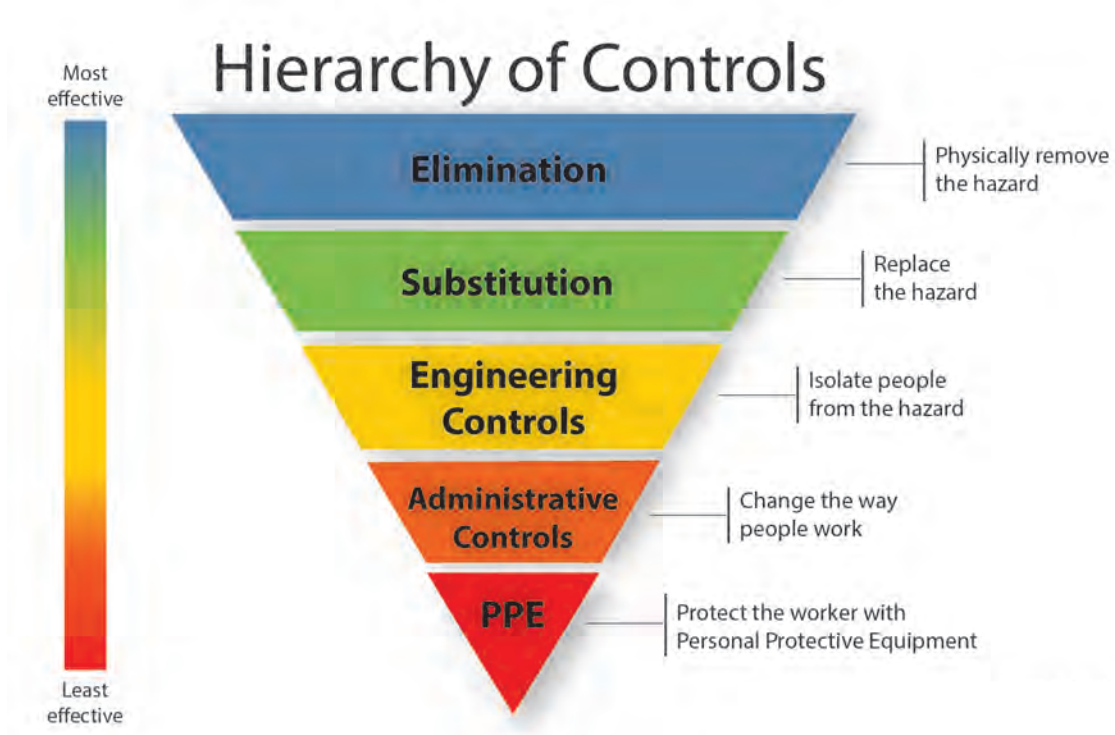 Hierarchy of Controls
Most
effective
Elimination
Physically remove
the hazard
Substitution
Replace
the hazard
Engineering
Controls
Isolate people
from the hazard
Administrative
Controls
Change the way
people work
PPE
Protect the worker with
Personal Protective Equipment
Least
effective